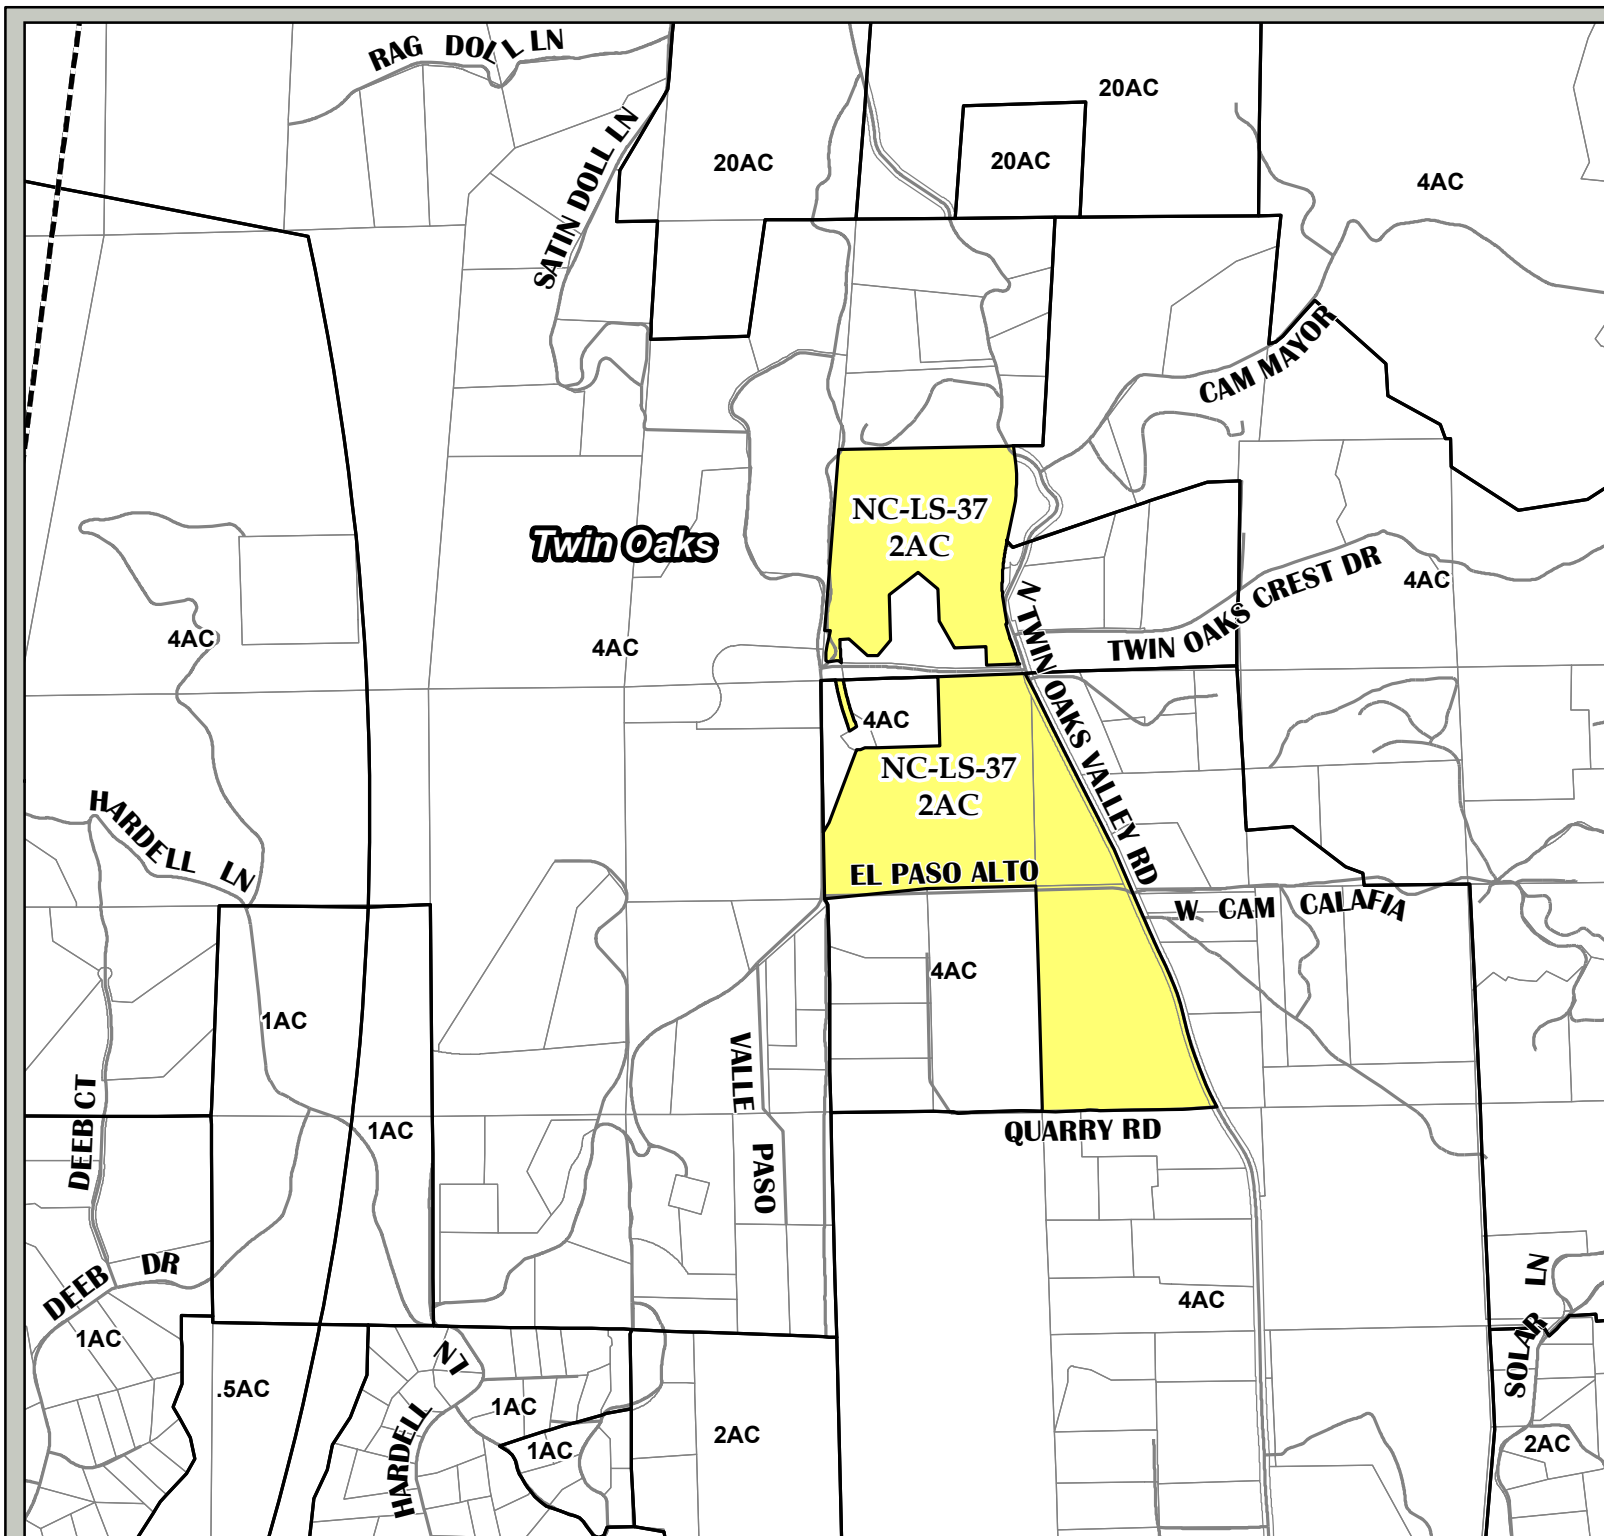 RAG DOLL LN
20AC
20AC
20AC
4AC
SATIN DOLL LN
CAM MAYOR
NC-LS-37
2AC
Twin Oaks
4AC
4AC
4AC
N TWIN OAKS VALLEY RD
TWIN OAKS CREST DR
4AC
NC-LS-37
2AC
HARDELL LN
EL PASO ALTO
W CAM CALAFIA
4AC
1AC
VALLE PASO
DEEB CT
1AC
QUARRY RD
DEEB DR
1AC
4AC
SOLAR LN
.5AC
HARDELL LN
1AC
1AC
2AC
2AC